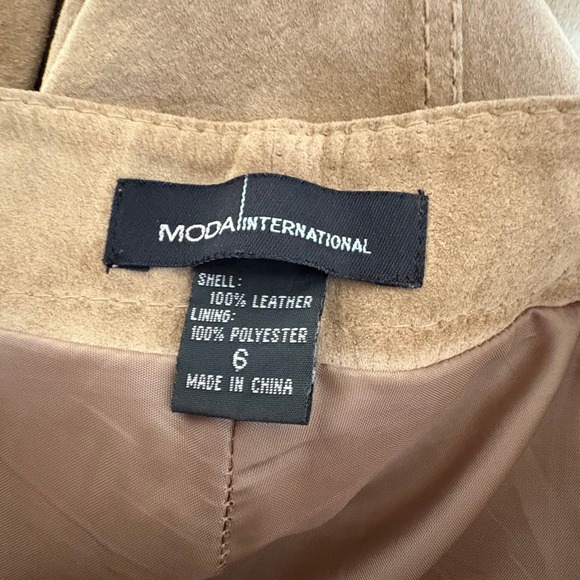 MODA INTERNATIONAL
SHELL:
100% LEATHER
LINING:
100% POLYESTER
6
MADE IN CHINA